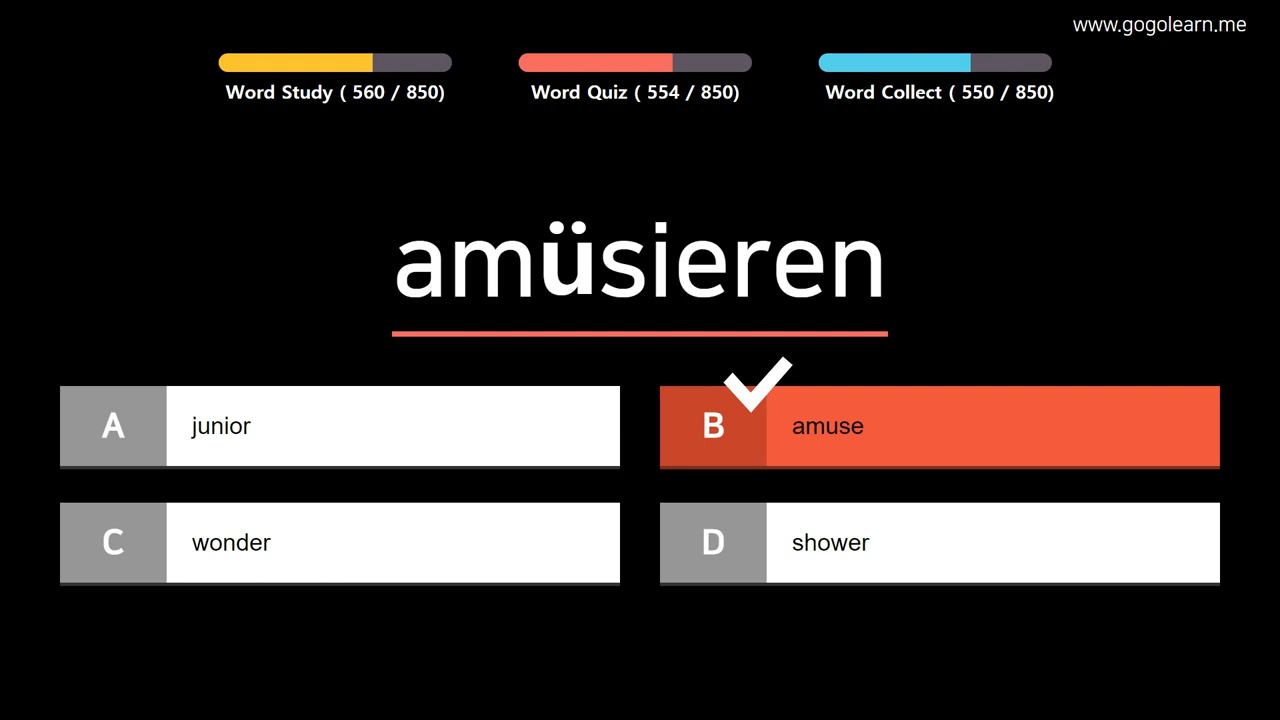 www.gogolearn.me
Word Study ( 560 / 850)
Word Quiz ( 554 / 850)
Word Collect ( 550 / 850)
amüsieren
A junior
B amuse
C wonder
D shower